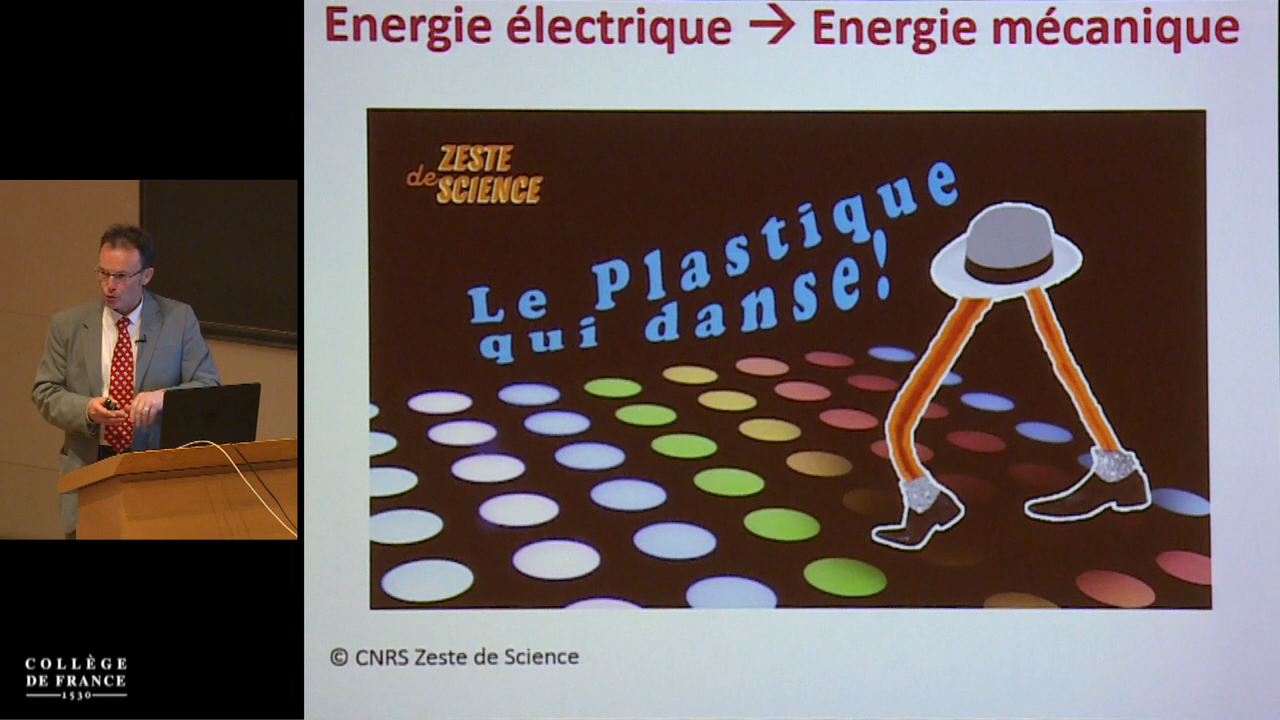 Energie électrique → Energie mécanique
ZESTE
de SCIENCE
Le Plastique
qui danse!
© CNRS Zeste de Science
COLLÈGE
DE FRANCE
1530